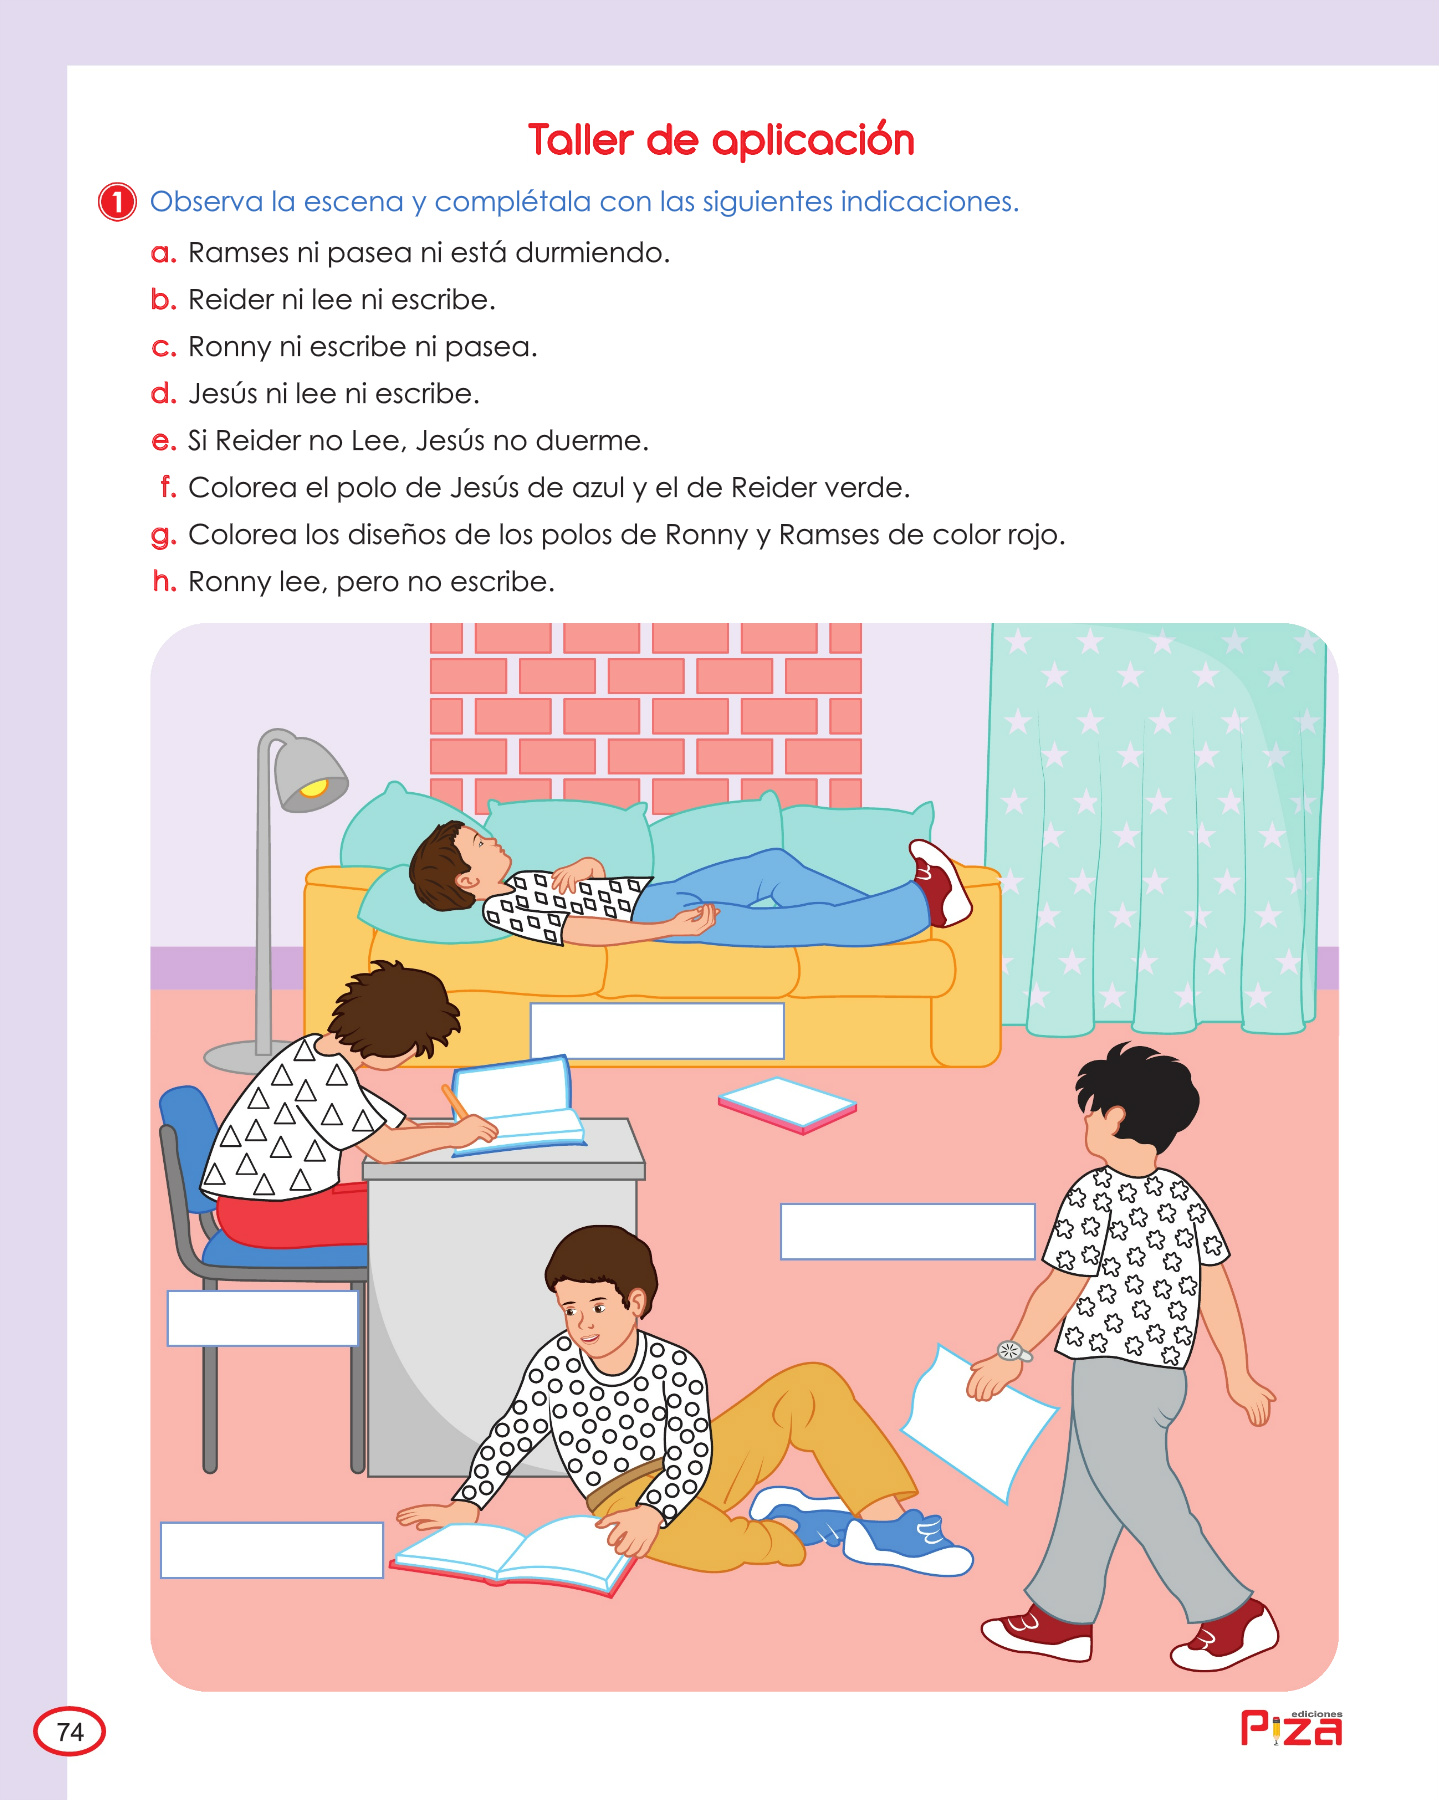 Taller de aplicación
1 Observa la escena y complétala con las siguientes indicaciones.
a. Ramses ni pasea ni está durmiendo.
b. Reider ni lee ni escribe.
c. Ronny ni escribe ni pasea.
d. Jesús ni lee ni escribe.
e. Si Reider no Lee, Jesús no duerme.
f. Colorea el polo de Jesús de azul y el de Reider verde.
g. Colorea los diseños de los polos de Ronny y Ramses de color rojo.
h. Ronny lee, pero no escribe.
74
ediciones
Piza